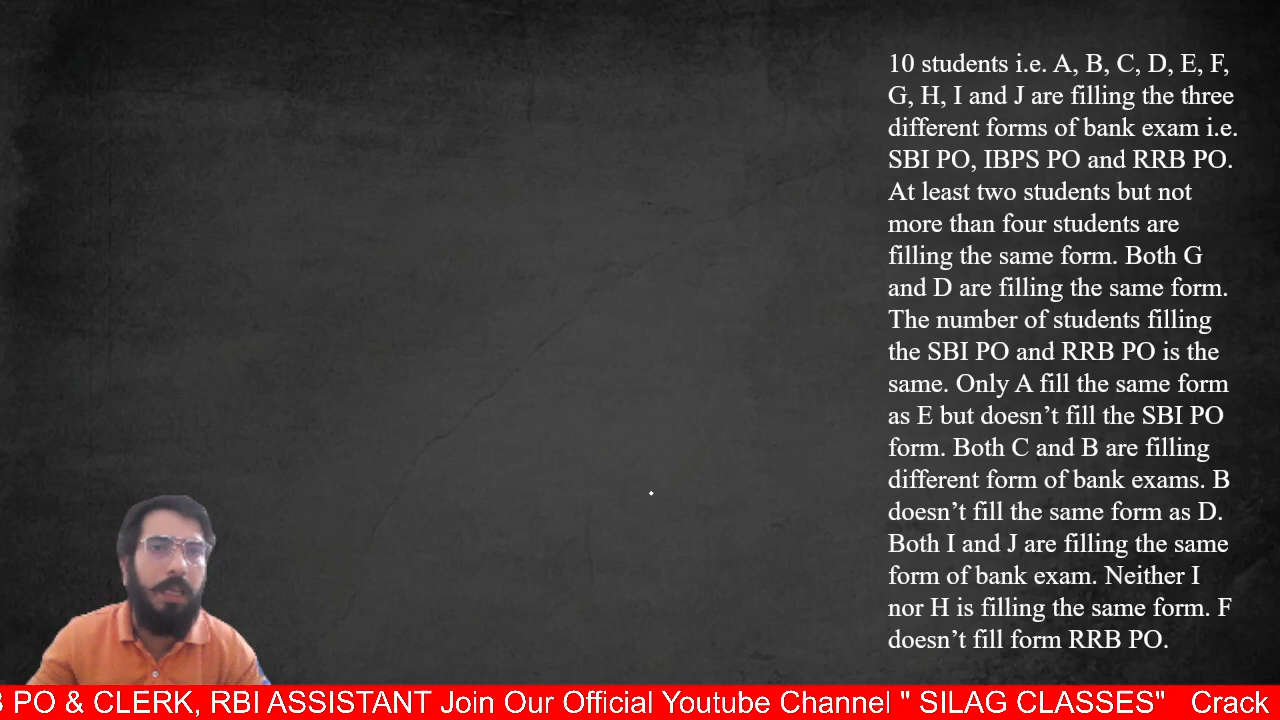 10 students i.e. A, B, C, D, E, F,
G, H, I and J are filling the three
different forms of bank exam i.e.
SBI PO, IBPS PO and RRB PO.
At least two students but not
more than four students are
filling the same form. Both G
and D are filling the same form.
The number of students filling
the SBI PO and RRB PO is the
same. Only A fill the same form
as E but doesn’t fill the SBI PO
form. Both C and B are filling
different form of bank exams. B
doesn’t fill the same form as D.
Both I and J are filling the same
form of bank exam. Neither I
nor H is filling the same form. F
doesn’t fill form RRB PO.
PO & CLERK, RBI ASSISTANT Join Our Official Youtube Channel " SILAG CLASSES" Crack